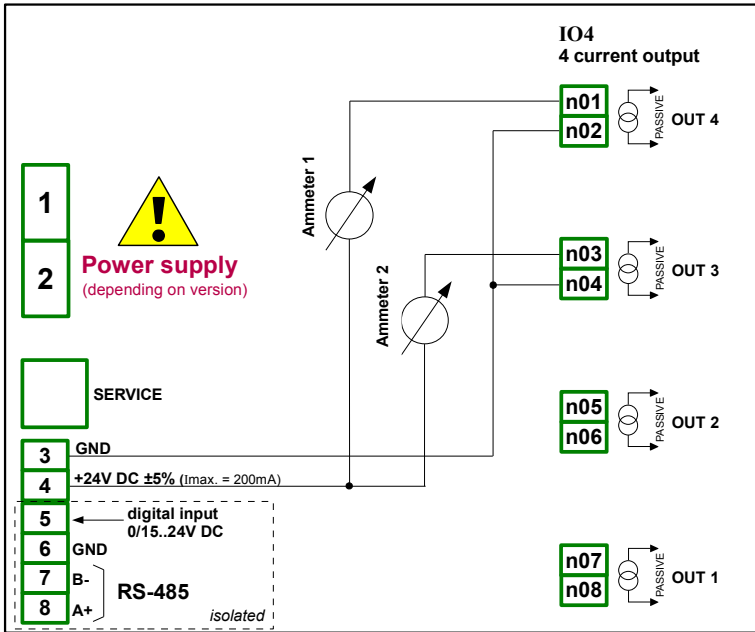 IO4
4 current output
n01
n02
PASSIVE
OUT 4
Ammeter 1
1
2
!
Power supply
(depending on version)
Ammeter 2
n03
n04
PASSIVE
OUT 3
SERVICE
n05
n06
PASSIVE
OUT 2
3
GND
4
+24V DC ±5% (Imax. = 200mA)
5
digital input
0/15..24V DC
6
GND
7
B-
8
A+
RS-485
isolated
n07
n08
PASSIVE
OUT 1